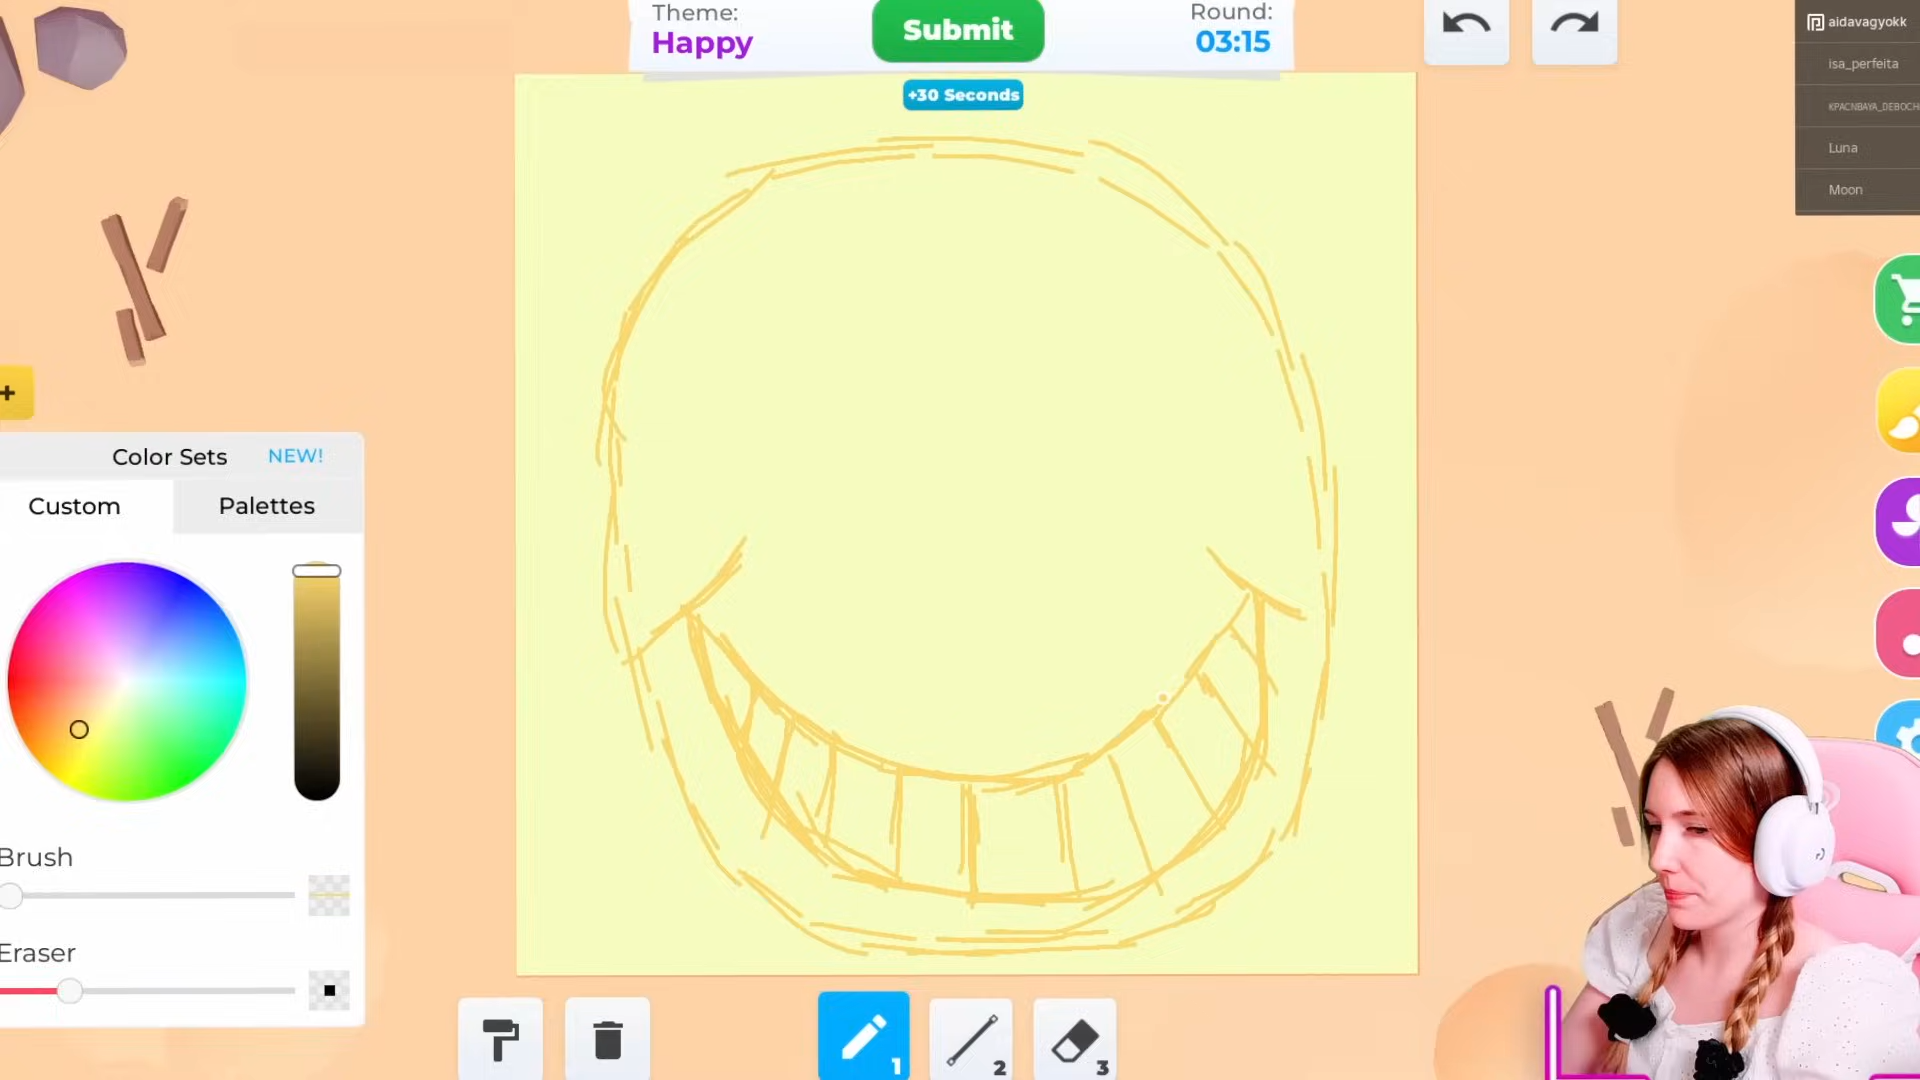 Theme:
Happy
Submit
Round:
03:15
+30 Seconds
aidavagyokk
isa_perfeita
KPACNBAYA_DEBOCH
Luna
Moon
+
Color Sets
NEW!
Custom
Palettes
Brush
Eraser
1
2
3